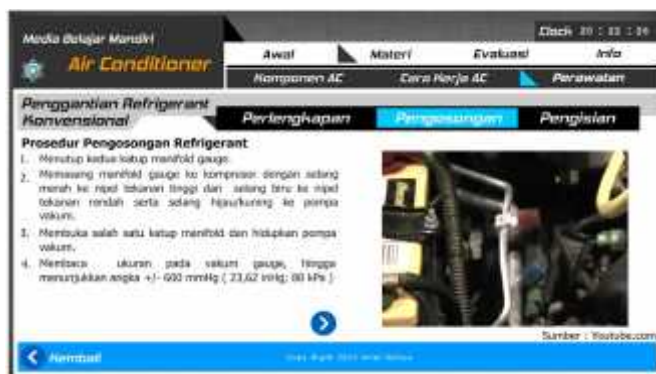 Media Belajar Mandiri
Air Conditioner
Clock
Awal Materi Evaluasi Info
Komponen AC Cara Kerja AC Perawatan
Penggantian Refrigerant
Konvensional
Perlengkapan Pengosongan Pengisian
Prosedur Pengosongan Refrigerant
1. Menutup kedua katup manifold gauge.
2. Memasang manifold gauge ke kompresor dengan selang
merah ke nipel tekanan tinggi dan selang biru ke nipel
tekanan rendah serta selang hijau/kuning ke pompa
vakum.
3. Membuka salah satu katup manifold dan hidupkan pompa
vakum.
4. Membaca ukuran pada vakum gauge, hingga
menunjukkan angka +/- 600 mmHg ( 23,62 inHg; 80 kPs )
Sumber : Youtube.com
Kembali